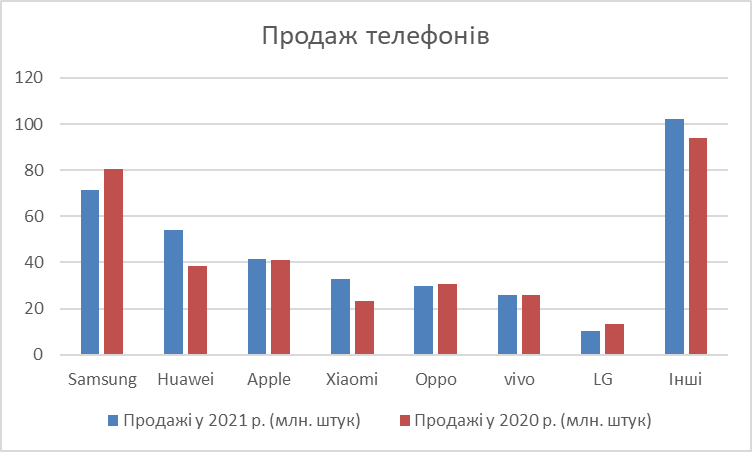 Продаж телефонів
120
100
80
60
40
20
0
Samsung Huawei Apple Xiaomi Oppo vivo LG Інші
Продажі у 2021 р. (млн. штук) Продажі у 2020 р. (млн. штук)